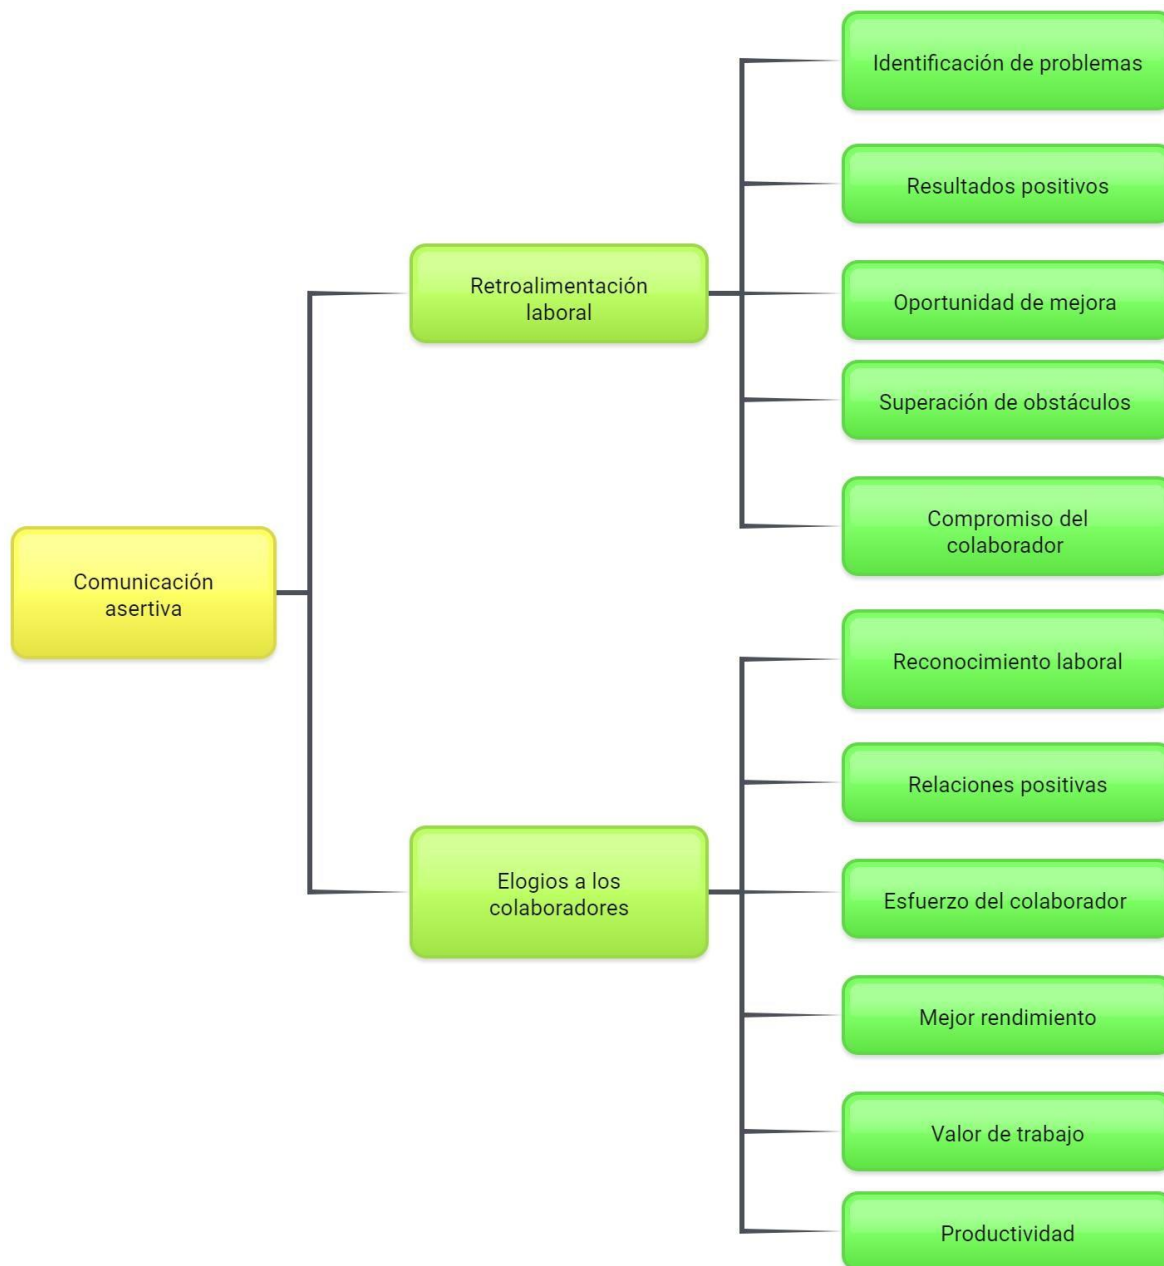 Comunicación
asertiva
Retroalimentación
laboral
Identificación de problemas
Resultados positivos
Oportunidad de mejora
Superación de obstáculos
Compromiso del
colaborador
Elogios a los
colaboradores
Reconocimiento laboral
Relaciones positivas
Esfuerzo del colaborador
Mejor rendimiento
Valor de trabajo
Productividad